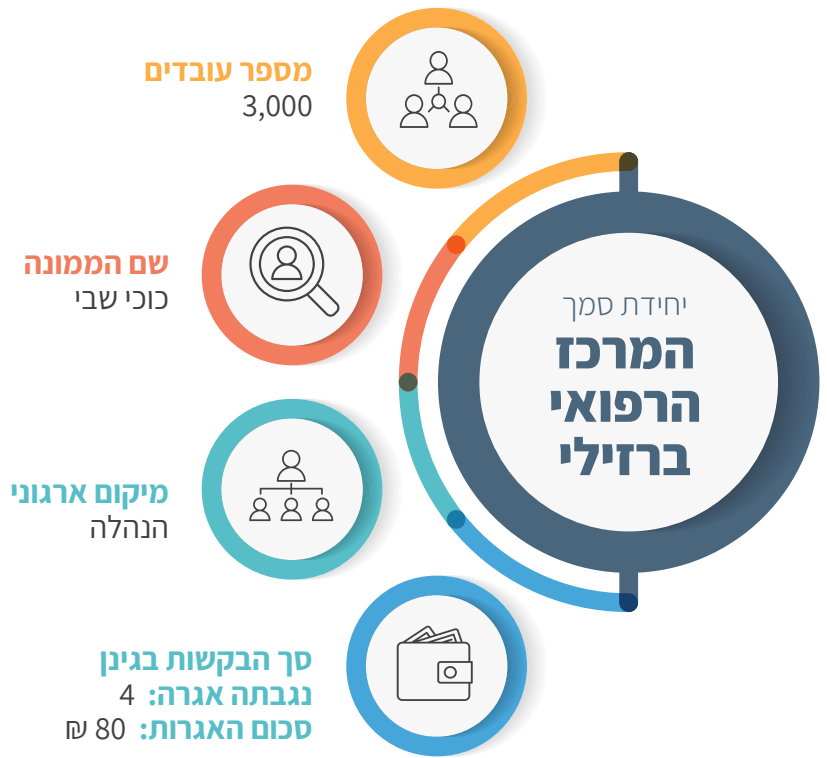 יחידת סמך
המרכז
הרפואי
ברזילי
מספר עובדים
3,000
שם הממונה
כוכי שבי
מיקום ארגוני
הנהלה
סך הבקשות בגינן
נגבתה אגרה: 4
סכום האגרות: 80 ₪